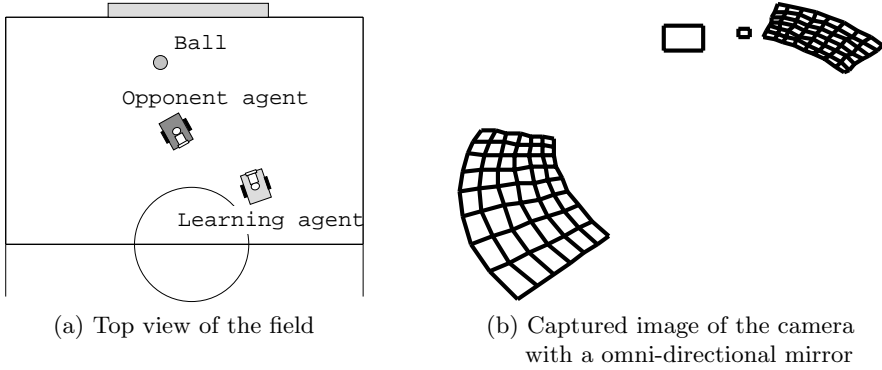 Ball
Opponent agent
Learning agent
(a) Top view of the field
(b) Captured image of the camera
with a omni-directional mirror